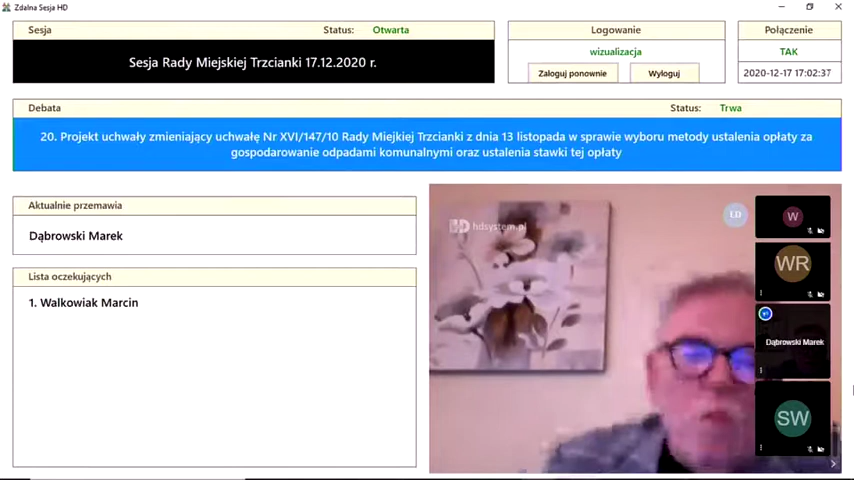 Zdalna Sesja HD
Sesja
Status: Otwarta
Sesja Rady Miejskiej Trzcianki 17.12.2020 r.
Logowanie
wizualizacja
Zaloguj ponownie
Wyloguj
Połączenie
TAK
2020-12-17 17:02:37
Debata
Status: Trwa
20. Projekt uchwały zmieniający uchwałę Nr XVI/147/10 Rady Miejkiej Trzcianki z dnia 13 listopada w sprawie wyboru metody ustalenia opłaty za
gospodarowanie odpadami komunalnymi oraz ustalenia stawki tej opłaty
Aktualnie przemawia
Dąbrowski Marek
Lista oczekujących
1. Walkowiak Marcin
HD hdsystem.pl
LD
W
WR
Dąbrowski Marek
SW